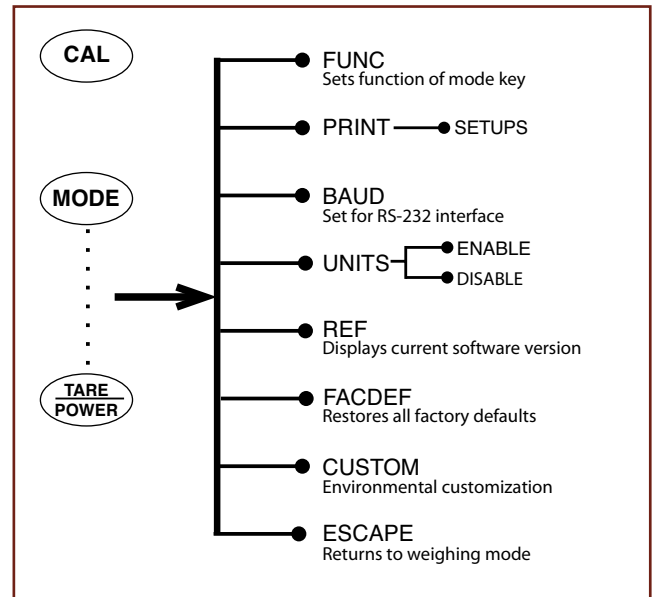 CAL
MODE
TARE
POWER
FUNC
Sets function of mode key
PRINT SETUPS
BAUD
Set for RS-232 interface
UNITS
ENABLE
DISABLE
REF
Displays current software version
FACDEF
Restores all factory defaults
CUSTOM
Environmental customization
ESCAPE
Returns to weighing mode